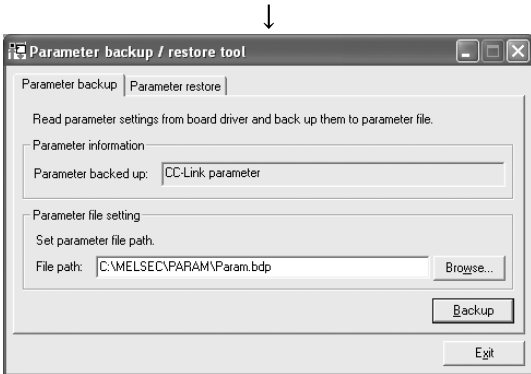 ↓
Parameter backup / restore tool
Parameter backup Parameter restore
Read parameter settings from board driver and back up them to parameter file.
Parameter information
Parameter backed up: CC-Link parameter
Parameter file setting
Set parameter file path.
File path: C:\MELSEC\PARAM\Param.bdp Browse...
Backup
Exit